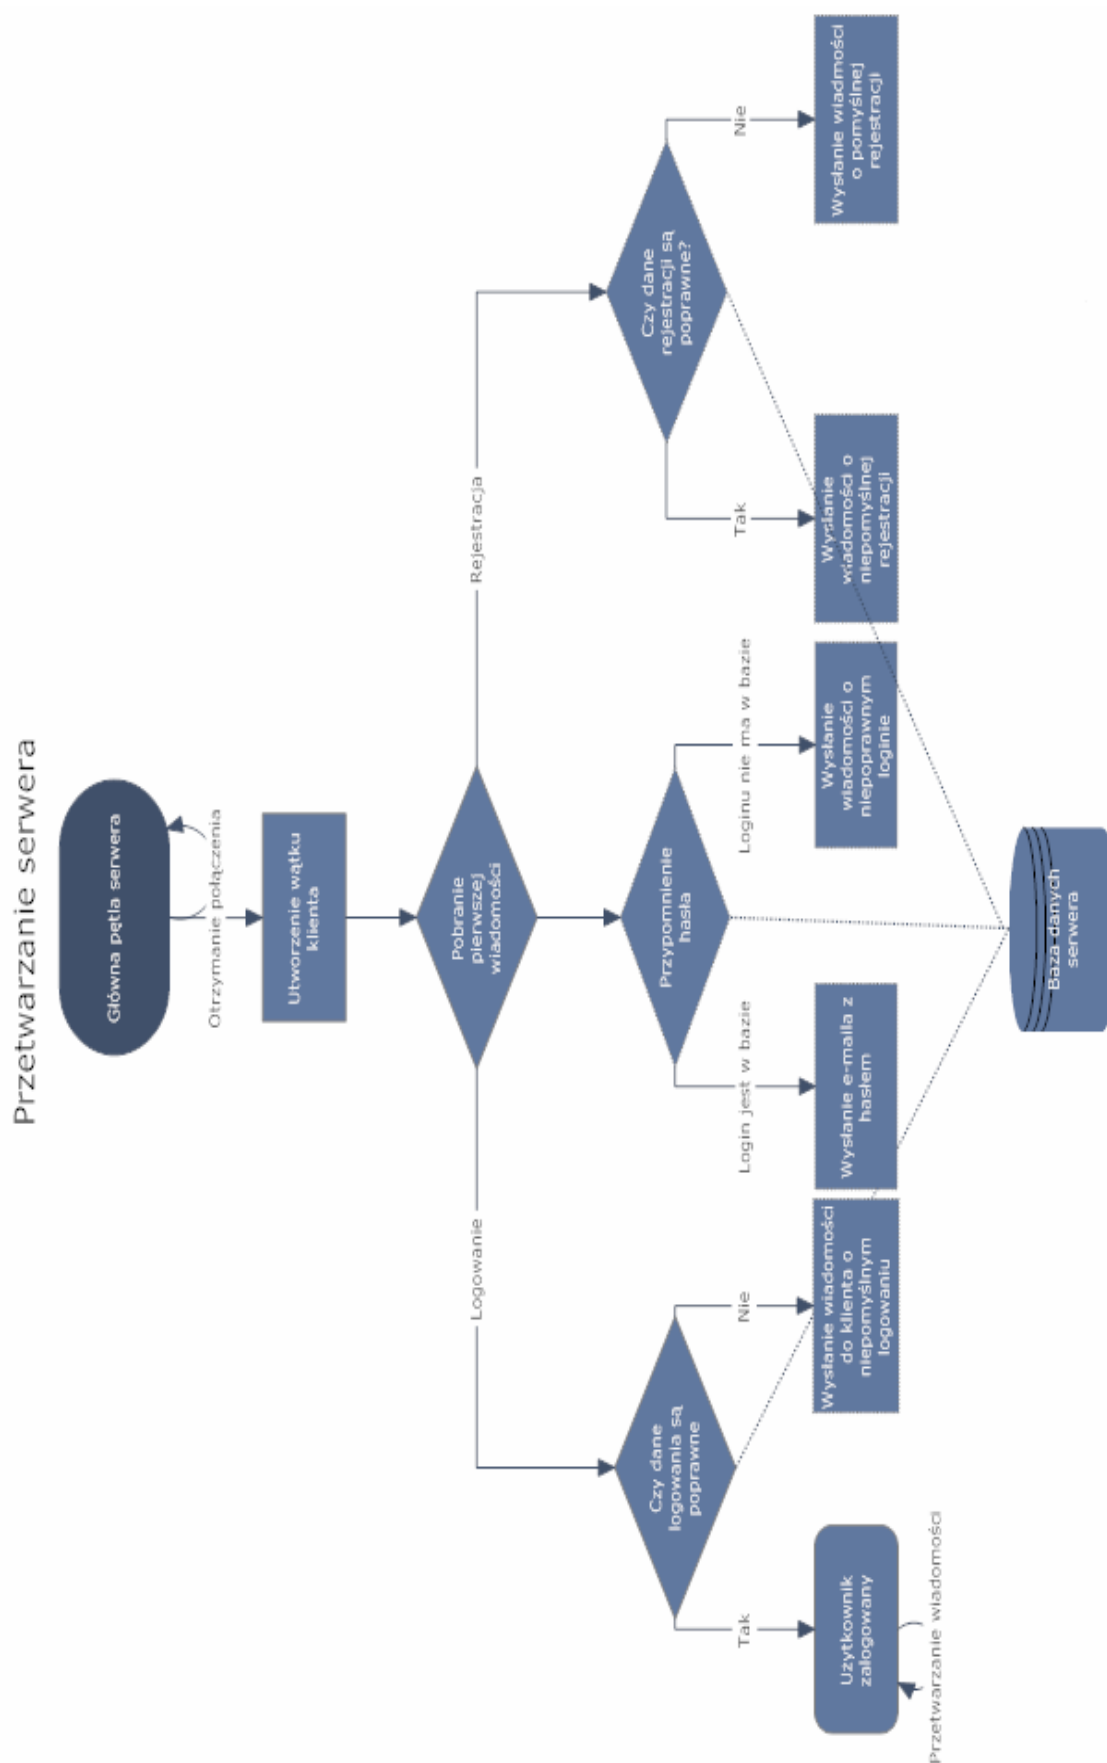 Przetwarzanie serwera
Główna pętla serwera
Otrzymanie połączenia
Utworzenie wątku
klienta
Pobranie
pierwszej
wiadomości
Logowanie
Rejestracja
Czy dane
logowania są
poprawne
Przypomnienie
hasła
Czy dane
rejestracji są
poprawne?
Tak
Nie
Login jest w bazie
Loginu nie ma w bazie
Tak
Nie
Użytkownik
zalogowany
Wysłanie wiadomości
do klienta o
niepomyślnym
logowaniu
Wysłanie e-maila z
hasłem
Wysłanie
wiadomości o
niepoprawnym
loginie
Wysłanie
wiadomości o
niepomyślnej
rejestracji
Wysłanie wiadmości
o pomyślnej
rejestracji
Przetwarzanie wiadomości
Baza danych
serwera